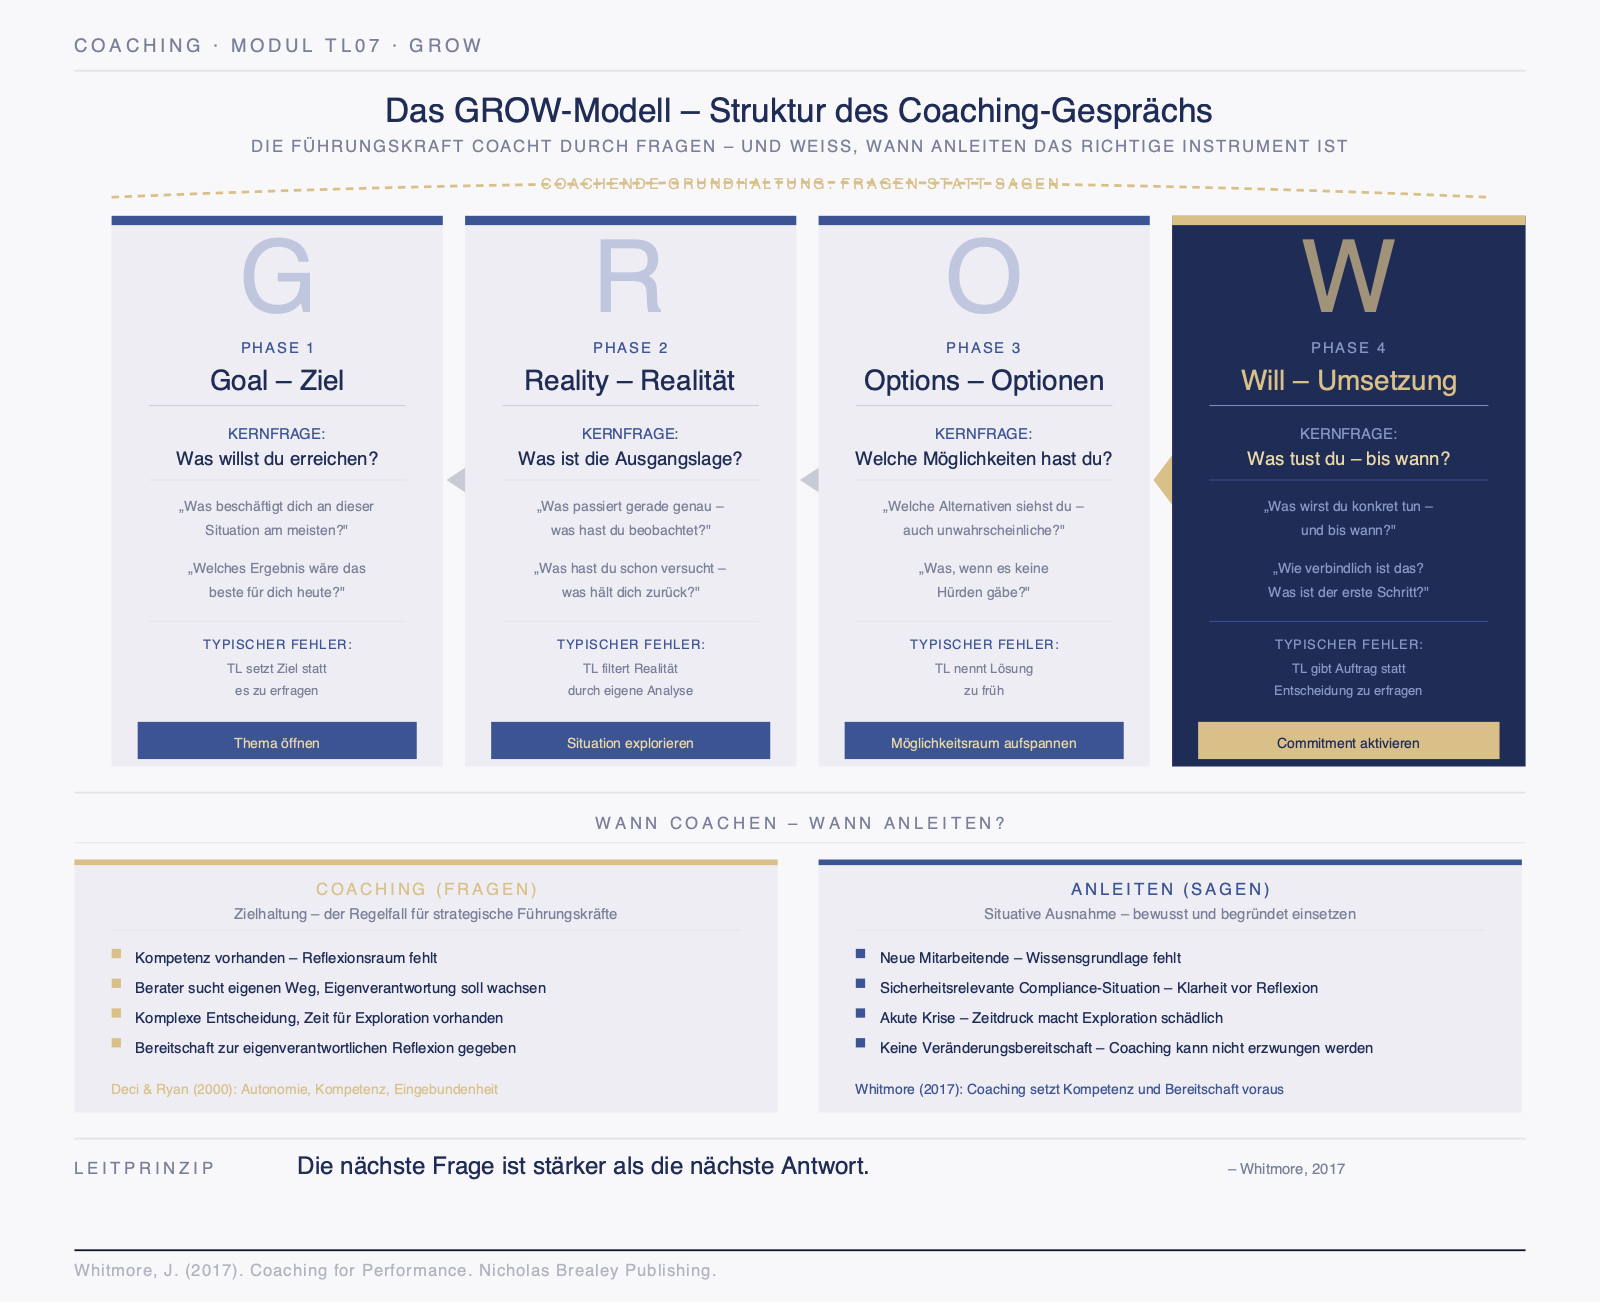 COACHING · MODUL TL07 · GROW
Das GROW-Modell – Struktur des Coaching-Gesprächs
DIE FÜHRUNGSKRAFT COACHT DURCH FRAGEN – UND WEISS, WANN ANLEITEN DAS RICHTIGE INSTRUMENT IST
COACHENDE GRUNDHALTUNG: FRAGEN STATT SAGEN
G
PHASE 1
Goal – Ziel
KERNFRAGE:
Was willst du erreichen?
„Was beschäftigt dich an dieser
Situation am meisten?"
„Welches Ergebnis wäre das
beste für dich heute?"
TYPISCHER FEHLER:
TL setzt Ziel statt
es zu erfragen
Thema öffnen
R
PHASE 2
Reality – Realität
KERNFRAGE:
Was ist die Ausgangslage?
„Was passiert gerade genau –
was hast du beobachtet?"
„Was hast du schon versucht –
was hält dich zurück?"
TYPISCHER FEHLER:
TL filtert Realität
durch eigene Analyse
Situation explorieren
O
PHASE 3
Options – Optionen
KERNFRAGE:
Welche Möglichkeiten hast du?
„Welche Alternativen siehst du –
auch unwahrscheinliche?"
„Was, wenn es keine
Hürden gäbe?"
TYPISCHER FEHLER:
TL nennt Lösung
zu früh
Möglichkeitsraum aufspannen
W
PHASE 4
Will – Umsetzung
KERNFRAGE:
Was tust du – bis wann?
„Was wirst du konkret tun –
und bis wann?"
„Wie verbindlich ist das?
Was ist der erste Schritt?"
TYPISCHER FEHLER:
TL gibt Auftrag statt
Entscheidung zu erfragen
Commitment aktivieren
WANN COACHEN – WANN ANLEITEN?
COACHING (FRAGEN)
Zielhaltung – der Regelfall für strategische Führungskräfte
Kompetenz vorhanden – Reflexionsraum fehlt
Berater sucht eigenen Weg, Eigenverantwortung soll wachsen
Komplexe Entscheidung, Zeit für Exploration vorhanden
Bereitschaft zur eigenverantwortlichen Reflexion gegeben
Deci & Ryan (2000): Autonomie, Kompetenz, Eingebundenheit
ANLEITEN (SAGEN)
Situative Ausnahme – bewusst und begründet einsetzen
Neue Mitarbeitende – Wissensgrundlage fehlt
Sicherheitsrelevante Compliance-Situation – Klarheit vor Reflexion
Akute Krise – Zeitdruck macht Exploration schädlich
Keine Veränderungsbereitschaft – Coaching kann nicht erzwungen werden
Whitmore (2017): Coaching setzt Kompetenz und Bereitschaft voraus
LEITPRINZIP
Die nächste Frage ist stärker als die nächste Antwort.
– Whitmore, 2017
Whitmore, J. (2017). Coaching for Performance. Nicholas Brealey Publishing.